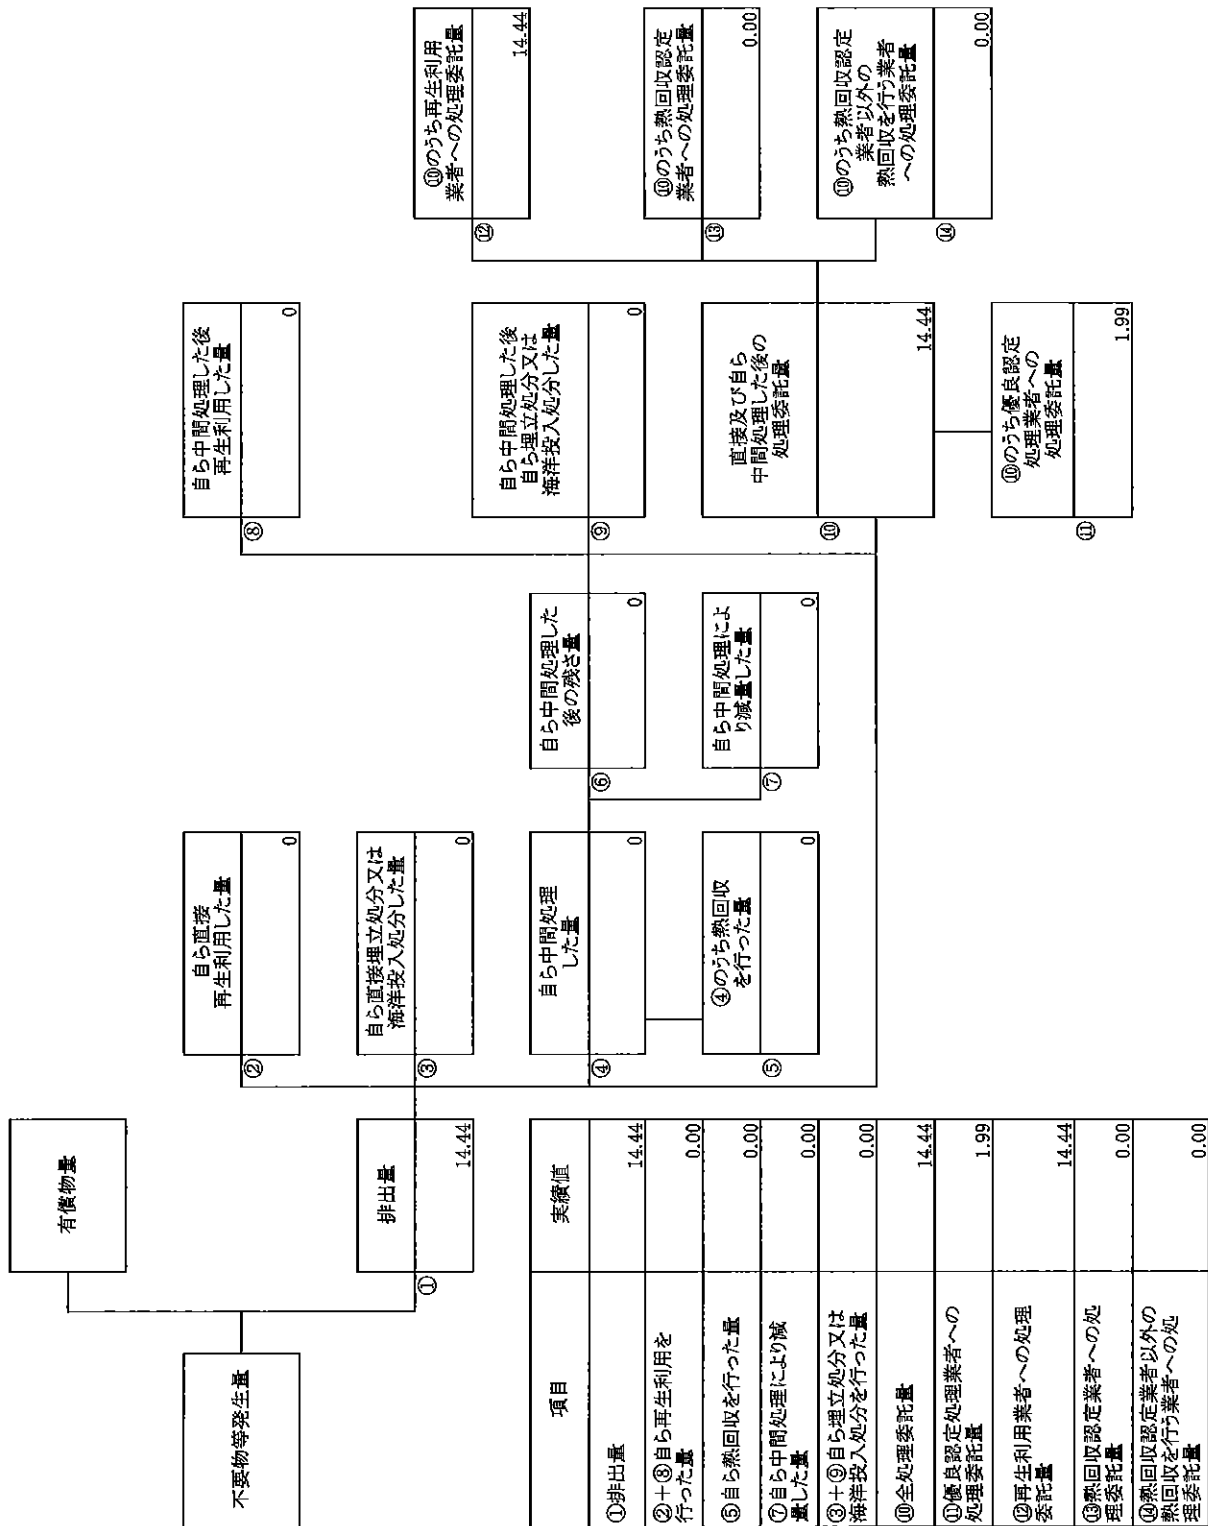 不要物等発生量
有償物量
排出量
①
14.44
自ら直接
再生利用した量
②
0
自ら直接埋立処分又は
海洋投入処分した量
③
0
自ら中間処理
した量
④
0
④のうち熱回収
を行った量
⑤
0
自ら中間処理した
後の残さ量
⑥
0
自ら中間処理によ
り減量した量
⑦
0
自ら中間処理した後
再生利用した量
⑧
0
自ら中間処理した後
自ら埋立処分又は
海洋投入処分した量
⑨
0
直接及び自ら
中間処理した後の
処理委託量
⑩
14.44
⑩のうち優良認定
処理業者への
処理委託量
⑪
1.99
⑩のうち再生利用
業者への処理委託量
⑫
14.44
⑩のうち熱回収認定
業者への処理委託量
⑬
0.00
⑩のうち熱回収認定
業者以外の
熱回収を行う業者
への処理委託量
⑭
0.00
項目 実績値
①排出量 14.44
②+⑧自ら再生利用を
行った量 0.00
⑤自ら熱回収を行った量 0.00
⑦自ら中間処理により減
量した量 0.00
③+⑨自ら埋立処分又は
海洋投入処分を行った量 0.00
⑩全処理委託量 14.44
⑪優良認定処理業者への
処理委託量 1.99
⑫再生利用業者への処理
委託量 14.44
⑬熱回収認定業者への処
理委託量 0.00
⑭熱回収認定業者以外の
熱回収を行う業者への処
理委託量 0.00